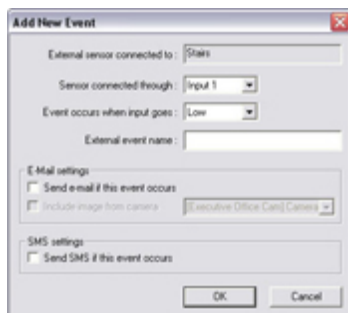 Add New Event
External sensor connected to : Stairs
Sensor connected through : Input 1
Event occurs when input goes : Low
External event name :
E-Mail settings
Send e-mail if this event occurs
Include image from camera [Executive Office Cam] Camera
SMS settings
Send SMS if this event occurs
OK Cancel